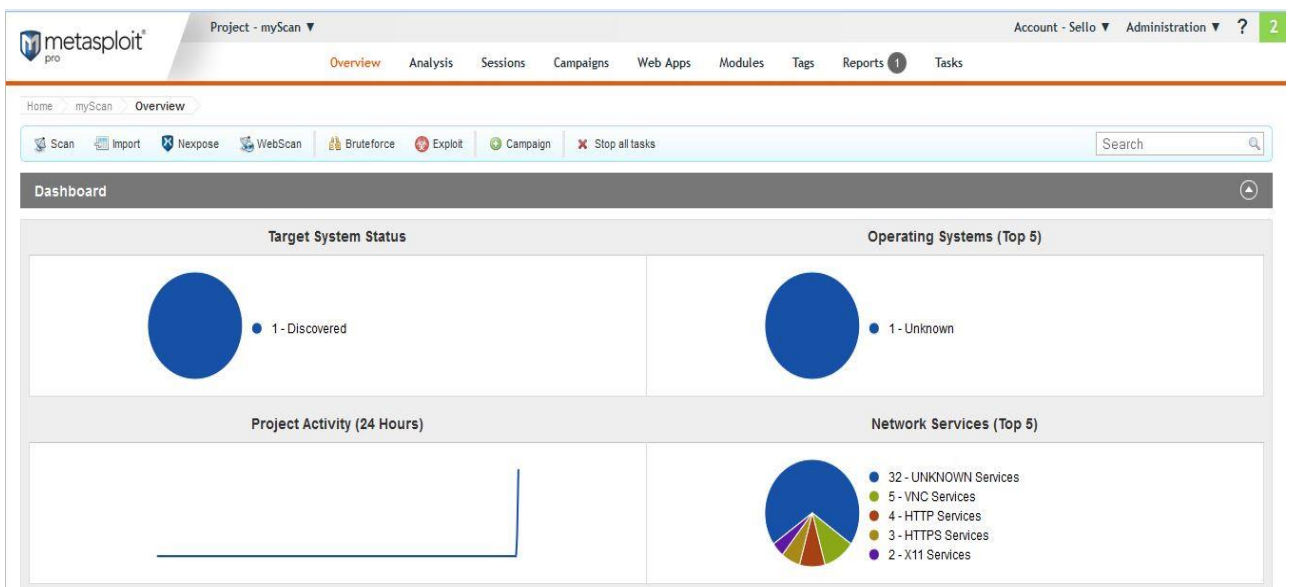 metasploit®
pro
Project - myScan ▼
Account - Sello ▼ Administration ▼ ? 2
Overview Analysis Sessions Campaigns Web Apps Modules Tags Reports 1 Tasks
Home myScan Overview
Scan Import Nexpose WebScan Bruteforce Exploit Campaign Stop all tasks Search
Dashboard
Target System Status
1 - Discovered
Operating Systems (Top 5)
1 - Unknown
Project Activity (24 Hours)
Network Services (Top 5)
32 - UNKNOWN Services
5 - VNC Services
4 - HTTP Services
3 - HTTPS Services
2 - X11 Services